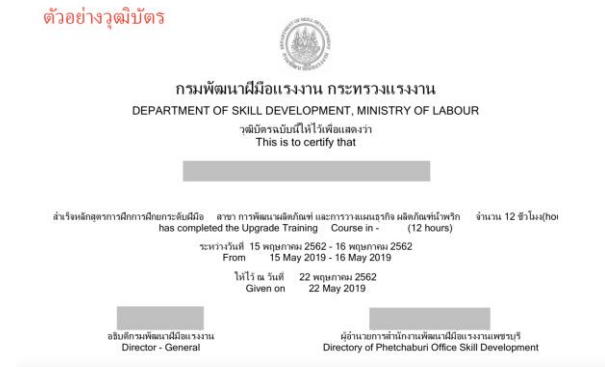 ตัวอย่างวุฒิบัตร
กรมพัฒนาฝีมือแรงงาน กระทรวงแรงงาน
DEPARTMENT OF SKILL DEVELOPMENT, MINISTRY OF LABOUR
วุฒิบัตรฉบับนี้ให้ไว้เพื่อแสดงว่า
This is to certify that
สำเร็จหลักสูตรการฝึกการฝึกยกระดับฝีมือ สาขา การพัฒนาผลิตภัณฑ์ และการวางแผนธุรกิจ ผลิตภัณฑ์น้ำพริก จำนวน 12 ชั่วโมง(hou
has completed the Upgrade Training Course in - (12 hours)
ระหว่างวันที่ 15 พฤษภาคม 2562 - 16 พฤษภาคม 2562
From 15 May 2019 - 16 May 2019
ให้ไว้ ณ วันที่ 22 พฤษภาคม 2562
Given on 22 May 2019
อธิบดีกรมพัฒนาฝีมือแรงงาน
Director - General
ผู้อำนวยการสำนักงานพัฒนาฝีมือแรงงานเพชรบุรี
Directory of Phetchaburi Office Skill Development